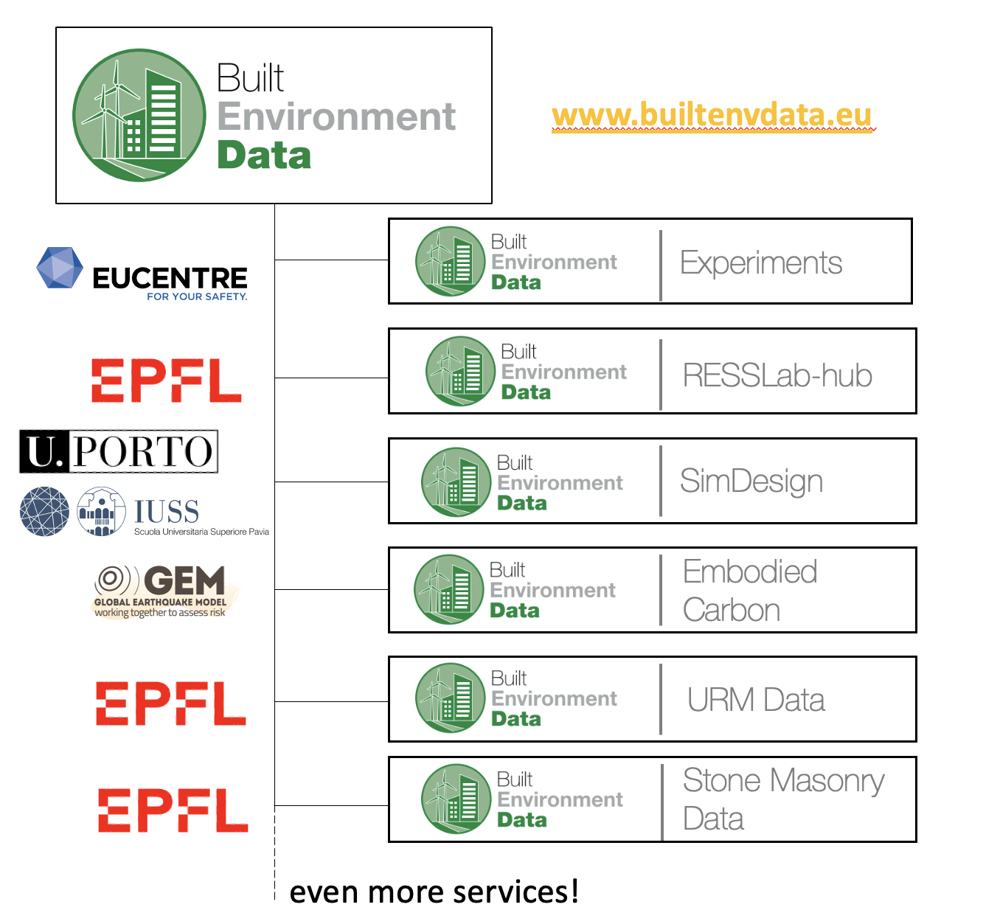 Built
Environment
Data
www.builtenvdata.eu
EUCENTRE
FOR YOUR SAFETY.
Built
Environment
Data
Experiments
EPFL
Built
Environment
Data
RESSLab-hub
U.PORTO
IUSS
Scuola Universitaria Superiore Pavia
Built
Environment
Data
SimDesign
GEM
GLOBAL EARTHQUAKE MODEL
working together to assess risk
Built
Environment
Data
Embodied
Carbon
EPFL
Built
Environment
Data
URM Data
EPFL
Built
Environment
Data
Stone Masonry
Data
even more services!